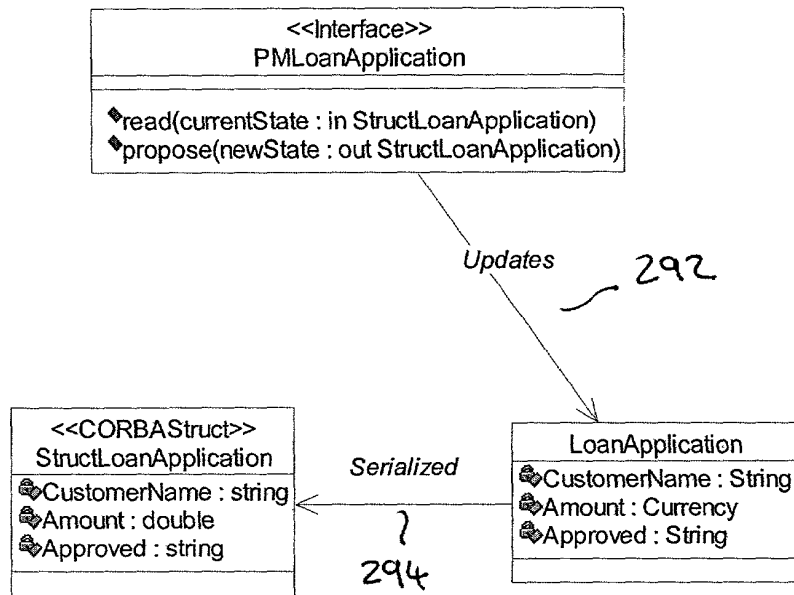 <<Interface>>
PMLoanApplication
read(currentState : in StructLoanApplication)
propose(newState : out StructLoanApplication)
Updates
292
<<CORBAStruct>>
StructLoanApplication
CustomerName : string
Amount : double
Approved : string
Serialized
294
LoanApplication
CustomerName : String
Amount : Currency
Approved : String